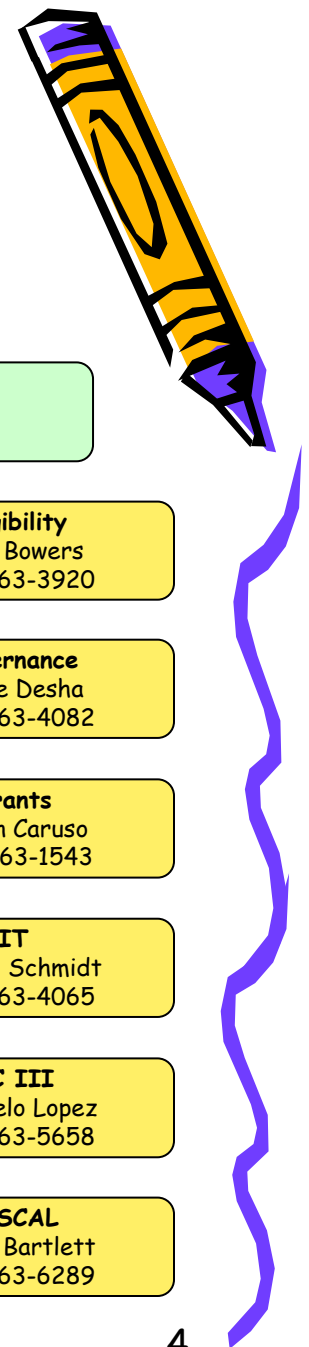 ibility
Bowers
63-3920
ernance
e Desha
63-4082
rants
n Caruso
63-1543
IT
Schmidt
63-4065
C III
elo Lopez
63-5658
SCAL
Bartlett
63-6289
4